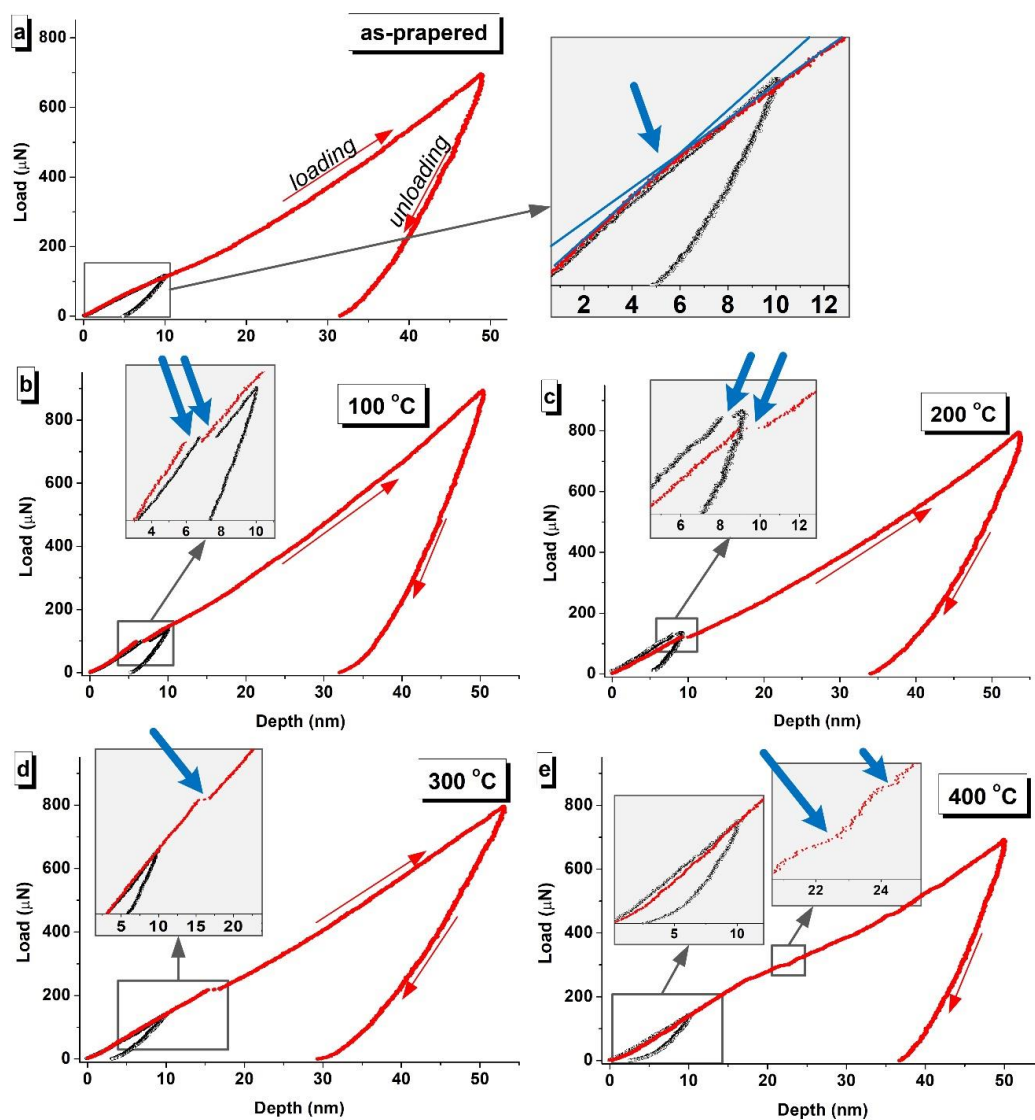 a
as-prapered
800
600
400
200
0
Load (µN)
loading
unloading
0 10 20 30 40 50
2 4 6 8 10 12
b
100 °C
800
600
400
200
0
Load (µN)
4 6 8 10
0 10 20 30 40 50
Depth (nm)
c
200 °C
800
600
400
200
0
Load (µN)
6 8 10 12
0 10 20 30 40 50
Depth (nm)
d
300 °C
800
600
400
200
0
Load (µN)
5 10 15 20
0 10 20 30 40 50
Depth (nm)
e
400 °C
800
600
400
200
0
Load (µN)
5 10
22 24
0 10 20 30 40 50
Depth (nm)